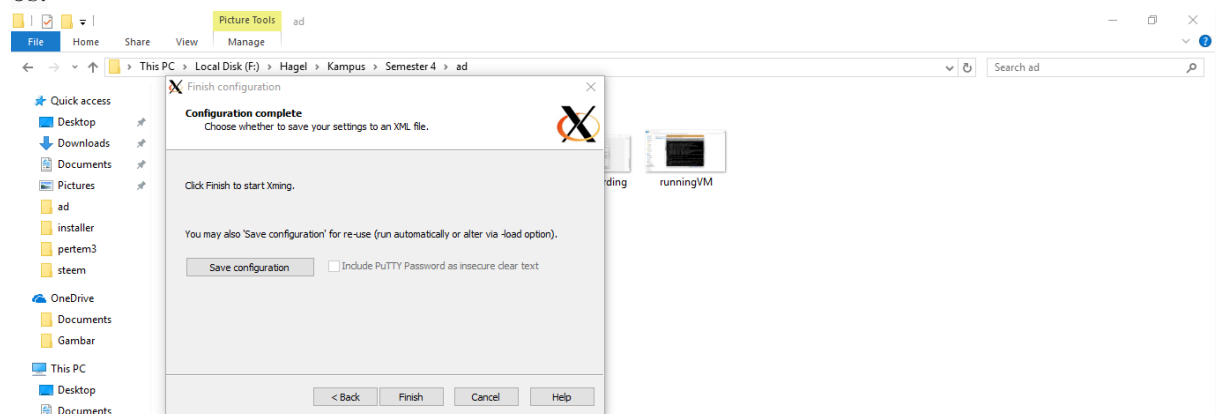 Picture Tools ad
File Home Share View Manage
This PC > Local Disk (F:) > Hagel > Kampus > Semester 4 > ad
Search ad
Quick access
Desktop
Downloads
Documents
Pictures
ad
installer
pertem3
steem
OneDrive
Documents
Gambar
This PC
Desktop
Documents
Finish configuration
Configuration complete
Choose whether to save your settings to an XML file.
Click Finish to start Xming.
You may also 'Save configuration' for re-use (run automatically or alter via -load option).
Save configuration Include PuTTY Password as insecure clear text
< Back Finish Cancel Help
rding runningVM